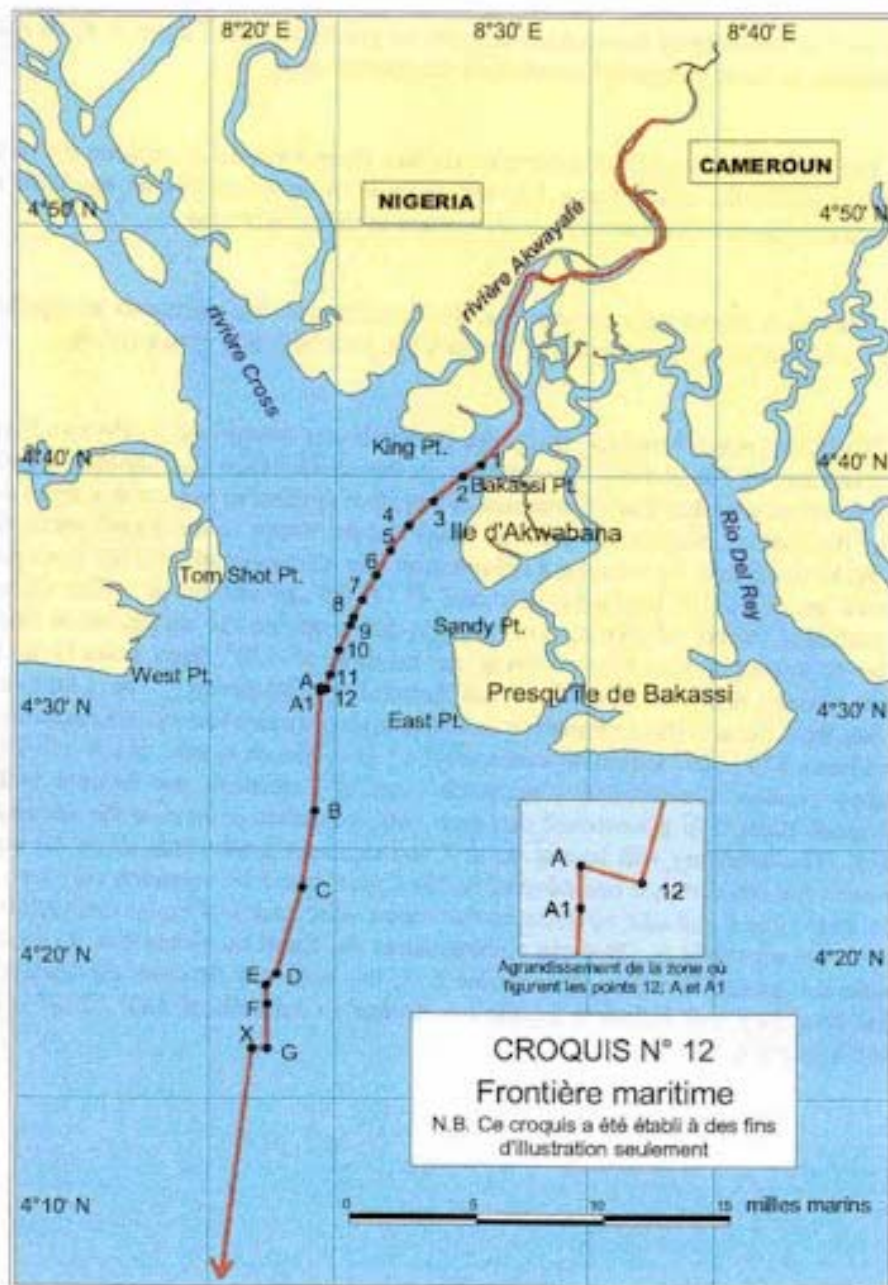 8°20' E
8°30' E
8°40' E
CAMEROUN
NIGERIA
4°50' N
4°50' N
rivière Akwayafé
rivière Cross
King Pt.
1
4°40' N
4°40' N
2
Bakassi Pt.
3
4
Ile d'Akwabana
5
6
Rio Del Rey
Tom Shot Pt.
7
8
9
Sandy Pt.
10
West Pt.
11
A
12
Presqu'île de Bakassi
A1
4°30' N
East Pt.
4°30' N
B
A
12
C
A1
4°20' N
D
4°20' N
E
Agrandissement de la zone où
figurent les points 12, A et A1
F
X
G
CROQUIS N° 12
Frontière maritime
N.B. Ce croquis a été établi à des fins
d'illustration seulement
4°10' N
0
5
10
15
milles marins